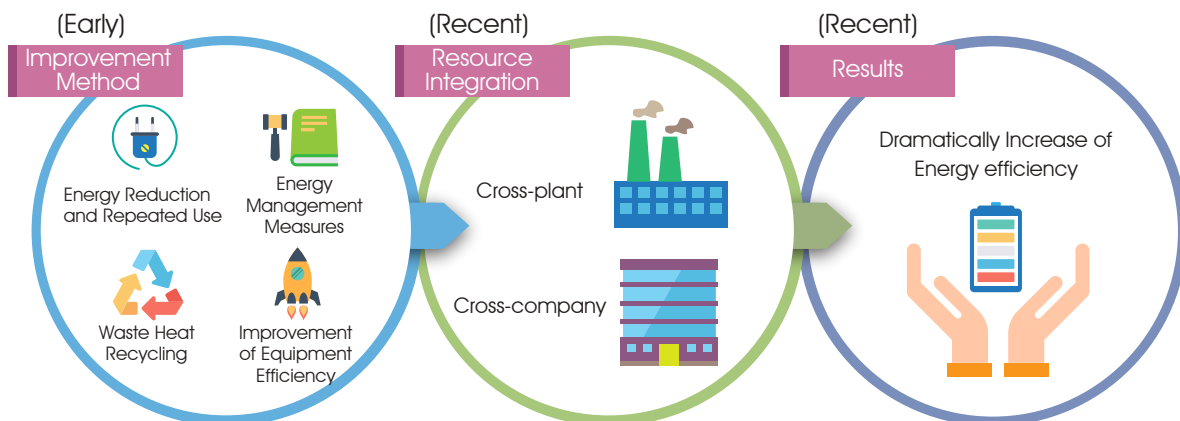 (Early)
Improvement
Method
Energy Reduction
and Repeated Use
Energy
Management
Measures
Waste Heat
Recycling
Improvement
of Equipment
Efficiency
(Recent)
Resource
Integration
Cross-plant
Cross-company
(Recent)
Results
Dramatically Increase of
Energy efficiency